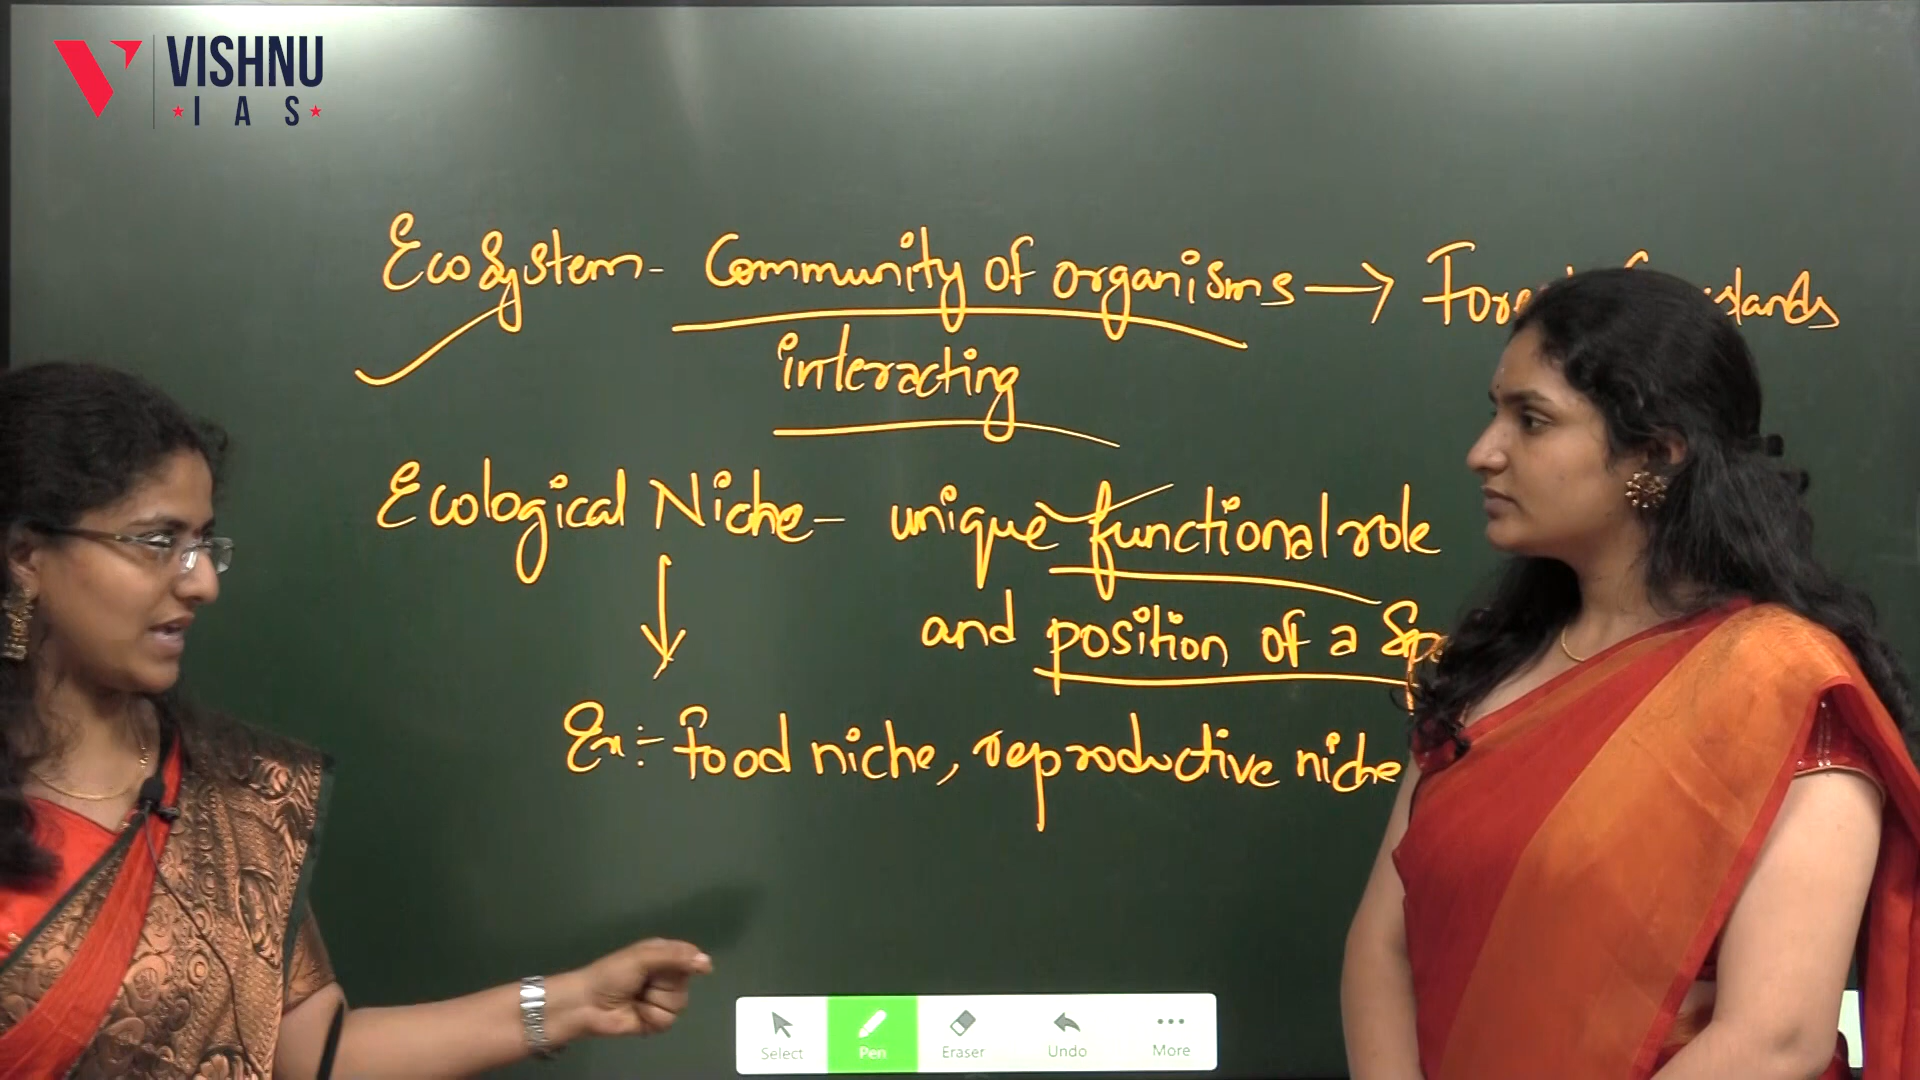 VISHNU
IAS
Ecosystem - Community of organisms →
interacting
Ecological Niche - unique functional role
and position of a
Ex:- food niche, reproductive niche
Select Pen Eraser Undo More